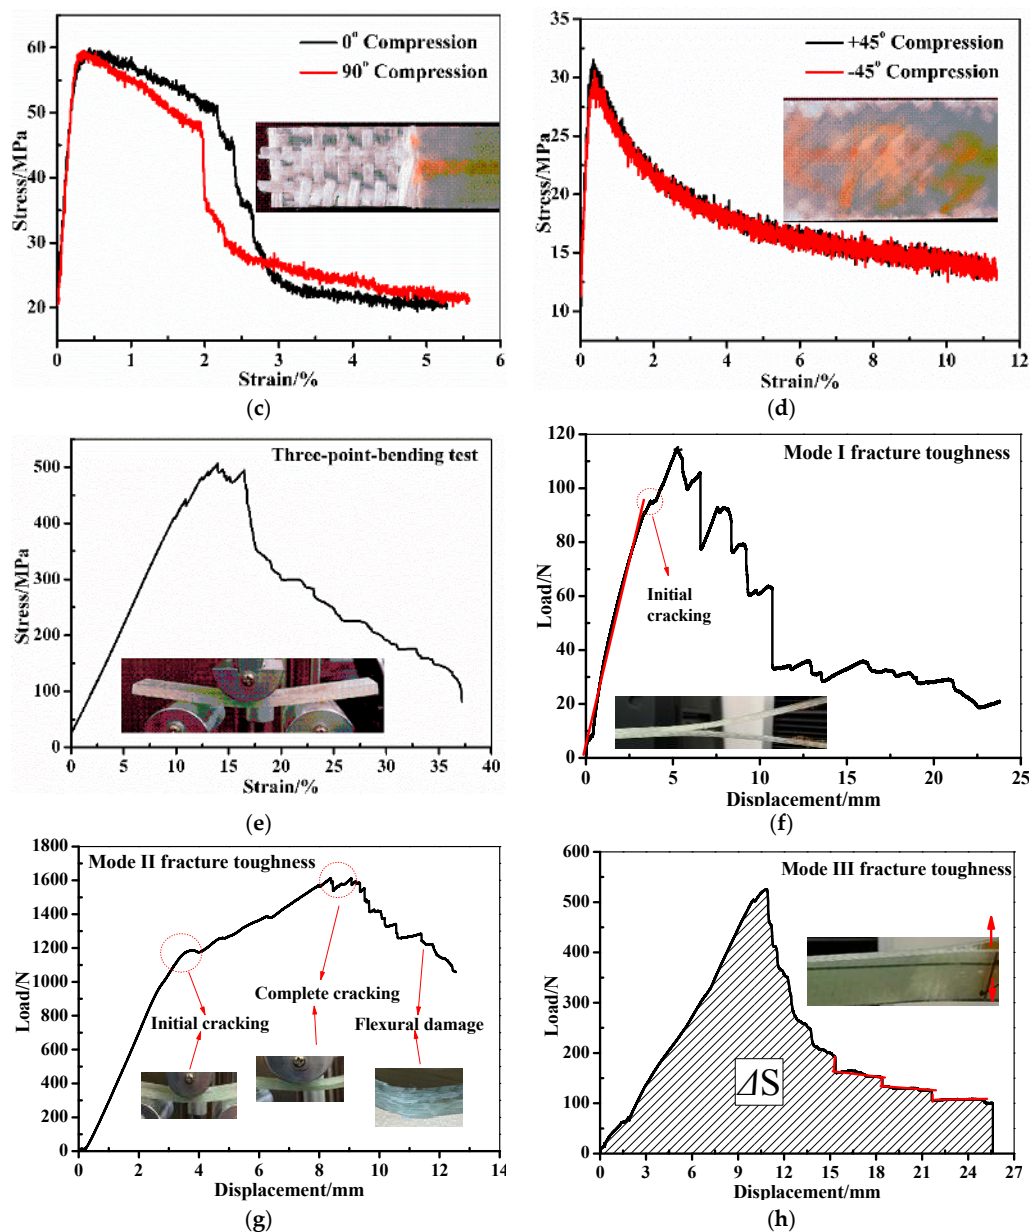 60
50
40
30
20
Stress/MPa
0° Compression
90° Compression
0
1
2
3
4
5
6
Strain/%
(c)
35
30
25
20
15
10
Stress/MPa
+45° Compression
-45° Compression
0
2
4
6
8
10
12
Strain/%
(d)
500
400
300
200
100
0
Stress/MPa
Three-point-bending test
0
5
10
15
20
25
30
35
40
Strain/%
(e)
120
100
80
60
40
20
0
Load/N
Mode I fracture toughness
Initial
cracking
0
5
10
15
20
25
Displacement/mm
(f)
1800
1600
1400
1200
1000
800
600
400
200
0
Load/N
Mode II fracture toughness
Complete cracking
Initial cracking
Flexural damage
0
2
4
6
8
10
12
14
Displacement/mm
(g)
600
500
400
300
200
100
0
Load/N
Mode III fracture toughness
ΔS
0
3
6
9
12
15
18
21
24
27
Displacement/mm
(h)